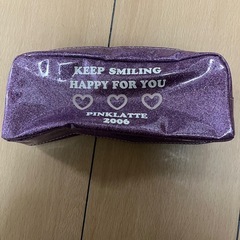 KEEP SMILING
HAPPY FOR YOU
PINKLATTE
2006